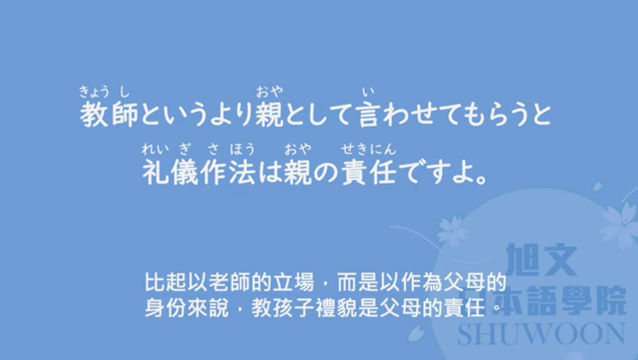 きょうし おや い
教師というより親として言わせてもらうと
れいぎさほう おや せきにん
礼儀作法は親の責任ですよ。
比起以老師的立場,而是以作為父母的
身份來說,教孩子禮貌是父母的責任。
旭文
本語學院
SHUWOON